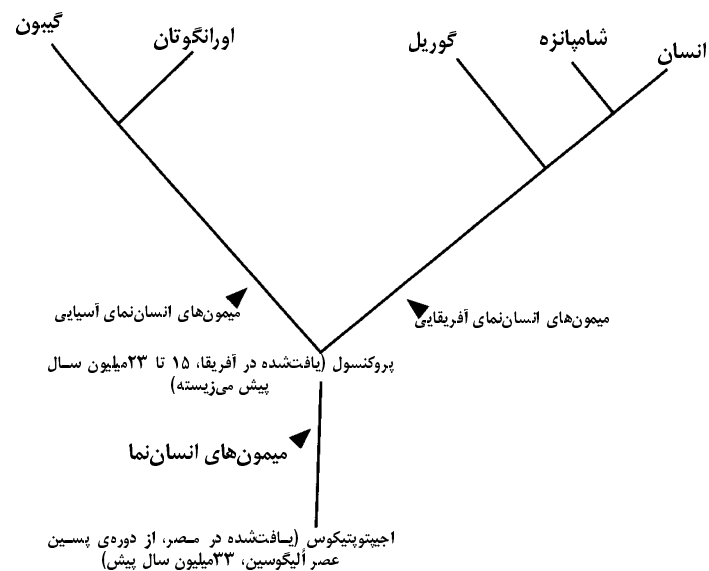 گیبون
اورانگوتان
گوریل
شامپانزه
انسان
میمون‌های انسان‌نمای آسیایی
میمون‌های انسان‌نمای آفریقایی
پروکنسول (یافت‌شده در آفریقا، ۱۵ تا ۲۳میلیون سال
پیش می‌زیسته)
میمون‌های انسان‌نما
اجیپتوپتیکوس (یافت‌شده در مصر، از دوره‌ی پسین
عصر اُلیگوسین، ۳۳میلیون سال پیش)